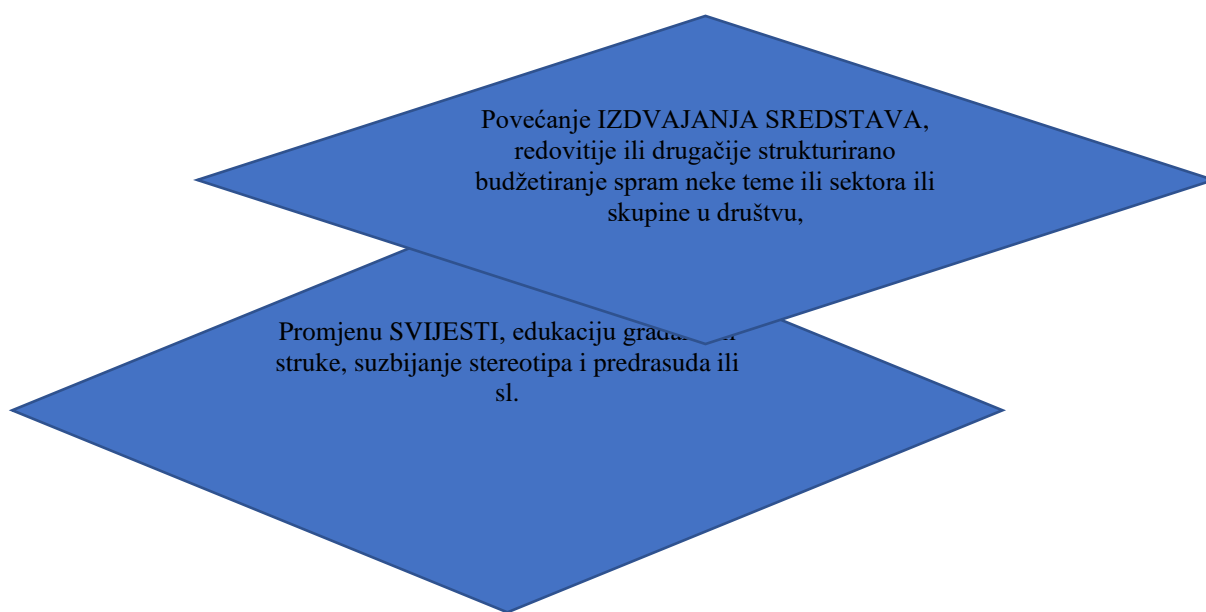 Povećanje IZDVAJANJA SREDSTAVA,
redovitije ili drugačije strukturirano
budžetiranje spram neke teme ili sektora ili
skupine u društvu,
Promjenu SVIJESTI, edukaciju
struke, suzbijanje stereotipa i predrasuda ili
sl.